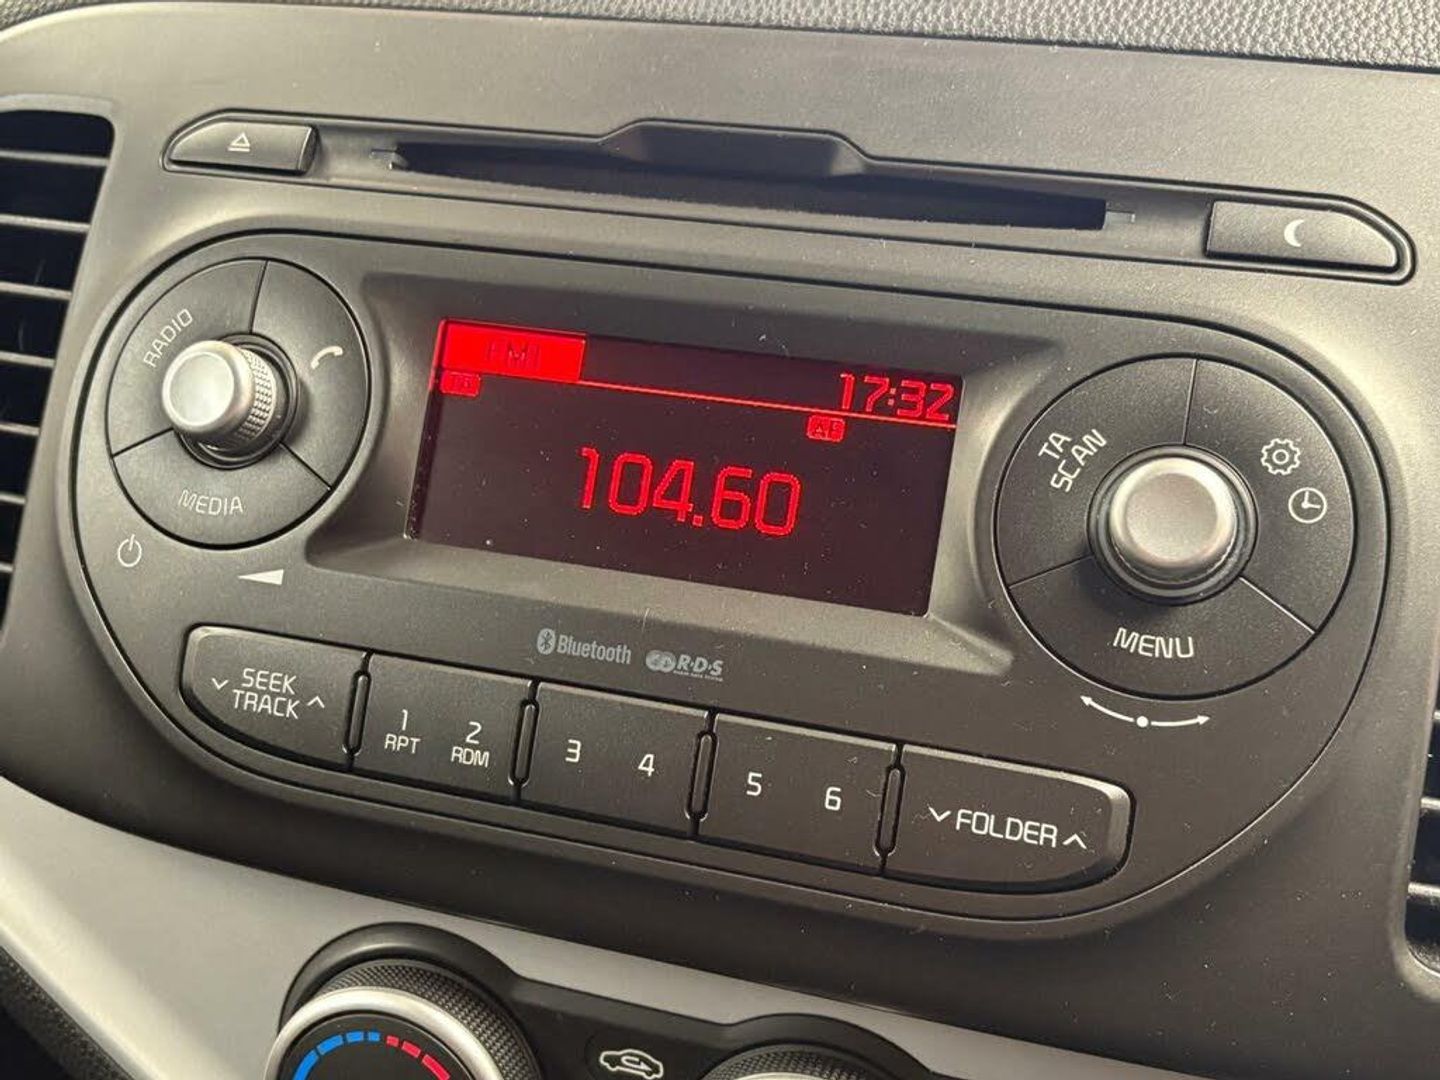 RADIO
MEDIA
FM1
17:32
TA
AF
104.60
TA
SCAN
MENU
Bluetooth
R·D·S
SEEK
TRACK
1
RPT
2
RDM
3
4
5
6
FOLDER